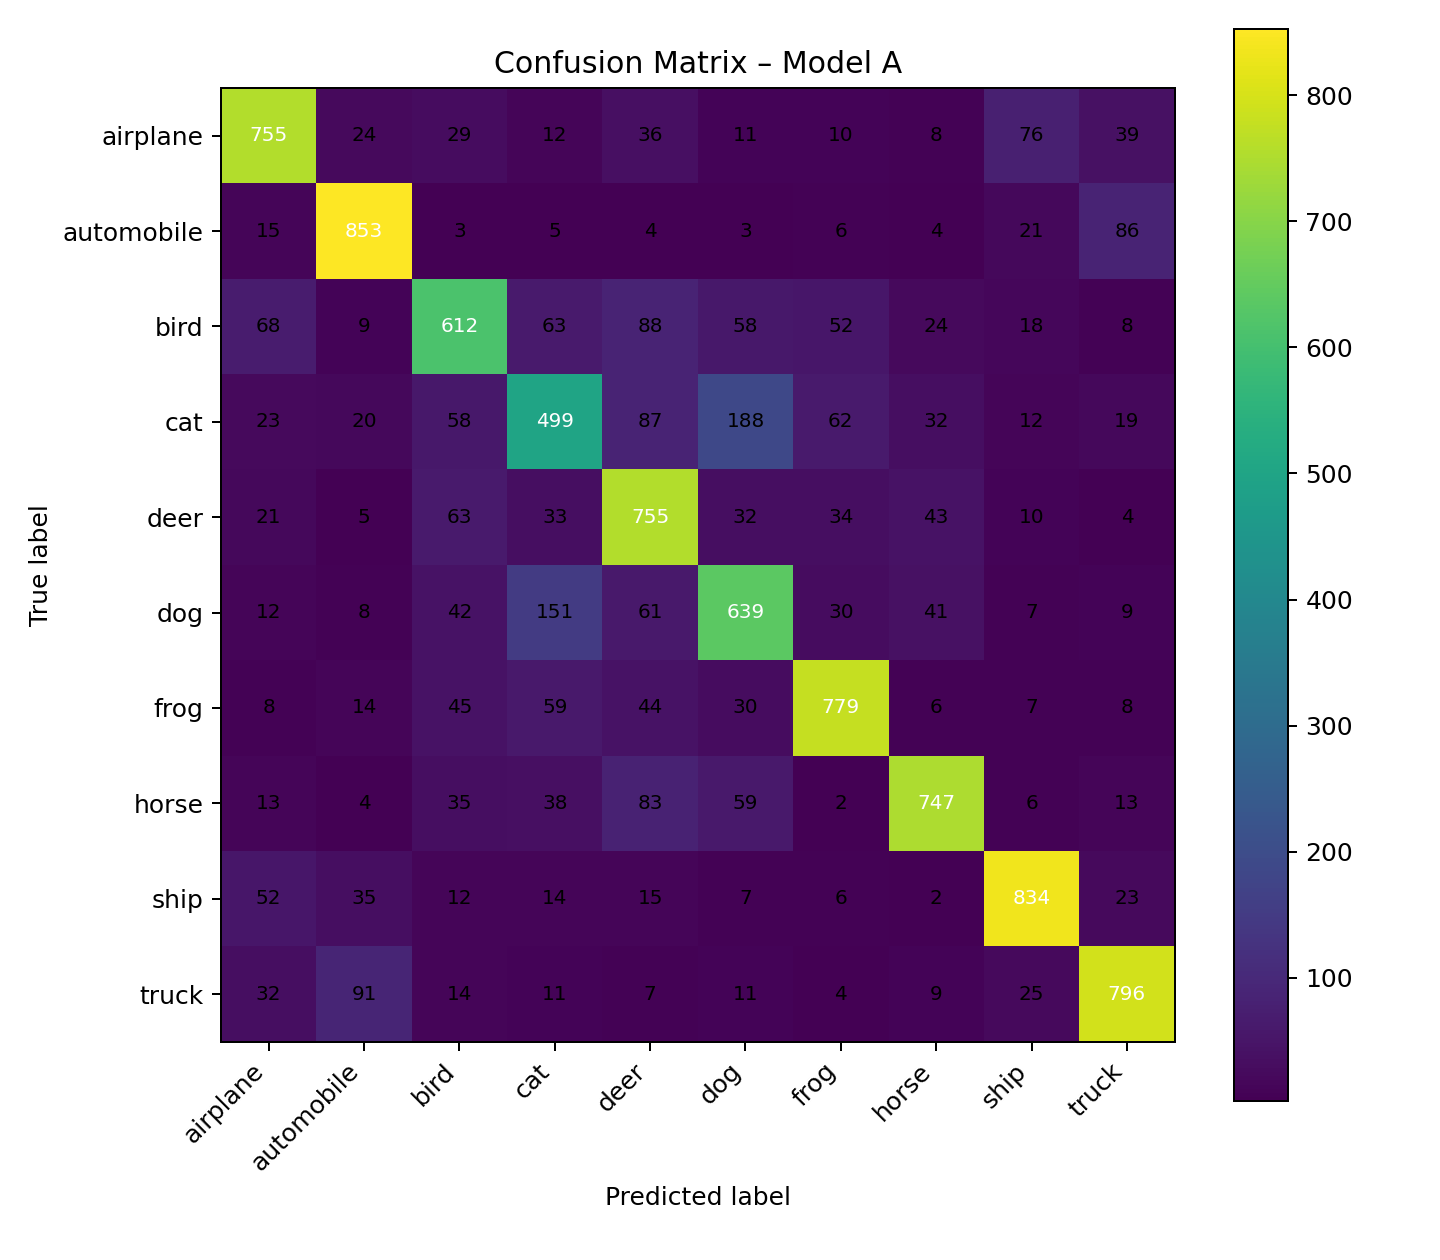 Confusion Matrix – Model A
airplane 755 24 29 12 36 11 10 8 76 39
automobile 15 853 3 5 4 3 6 4 21 86
bird 68 9 612 63 88 58 52 24 18 8
cat 23 20 58 499 87 188 62 32 12 19
deer 21 5 63 33 755 32 34 43 10 4
dog 12 8 42 151 61 639 30 41 7 9
frog 8 14 45 59 44 30 779 6 7 8
horse 13 4 35 38 83 59 2 747 6 13
ship 52 35 12 14 15 7 6 2 834 23
truck 32 91 14 11 7 11 4 9 25 796
airplane automobile bird cat deer dog frog horse ship truck
Predicted label
True label
800
700
600
500
400
300
200
100